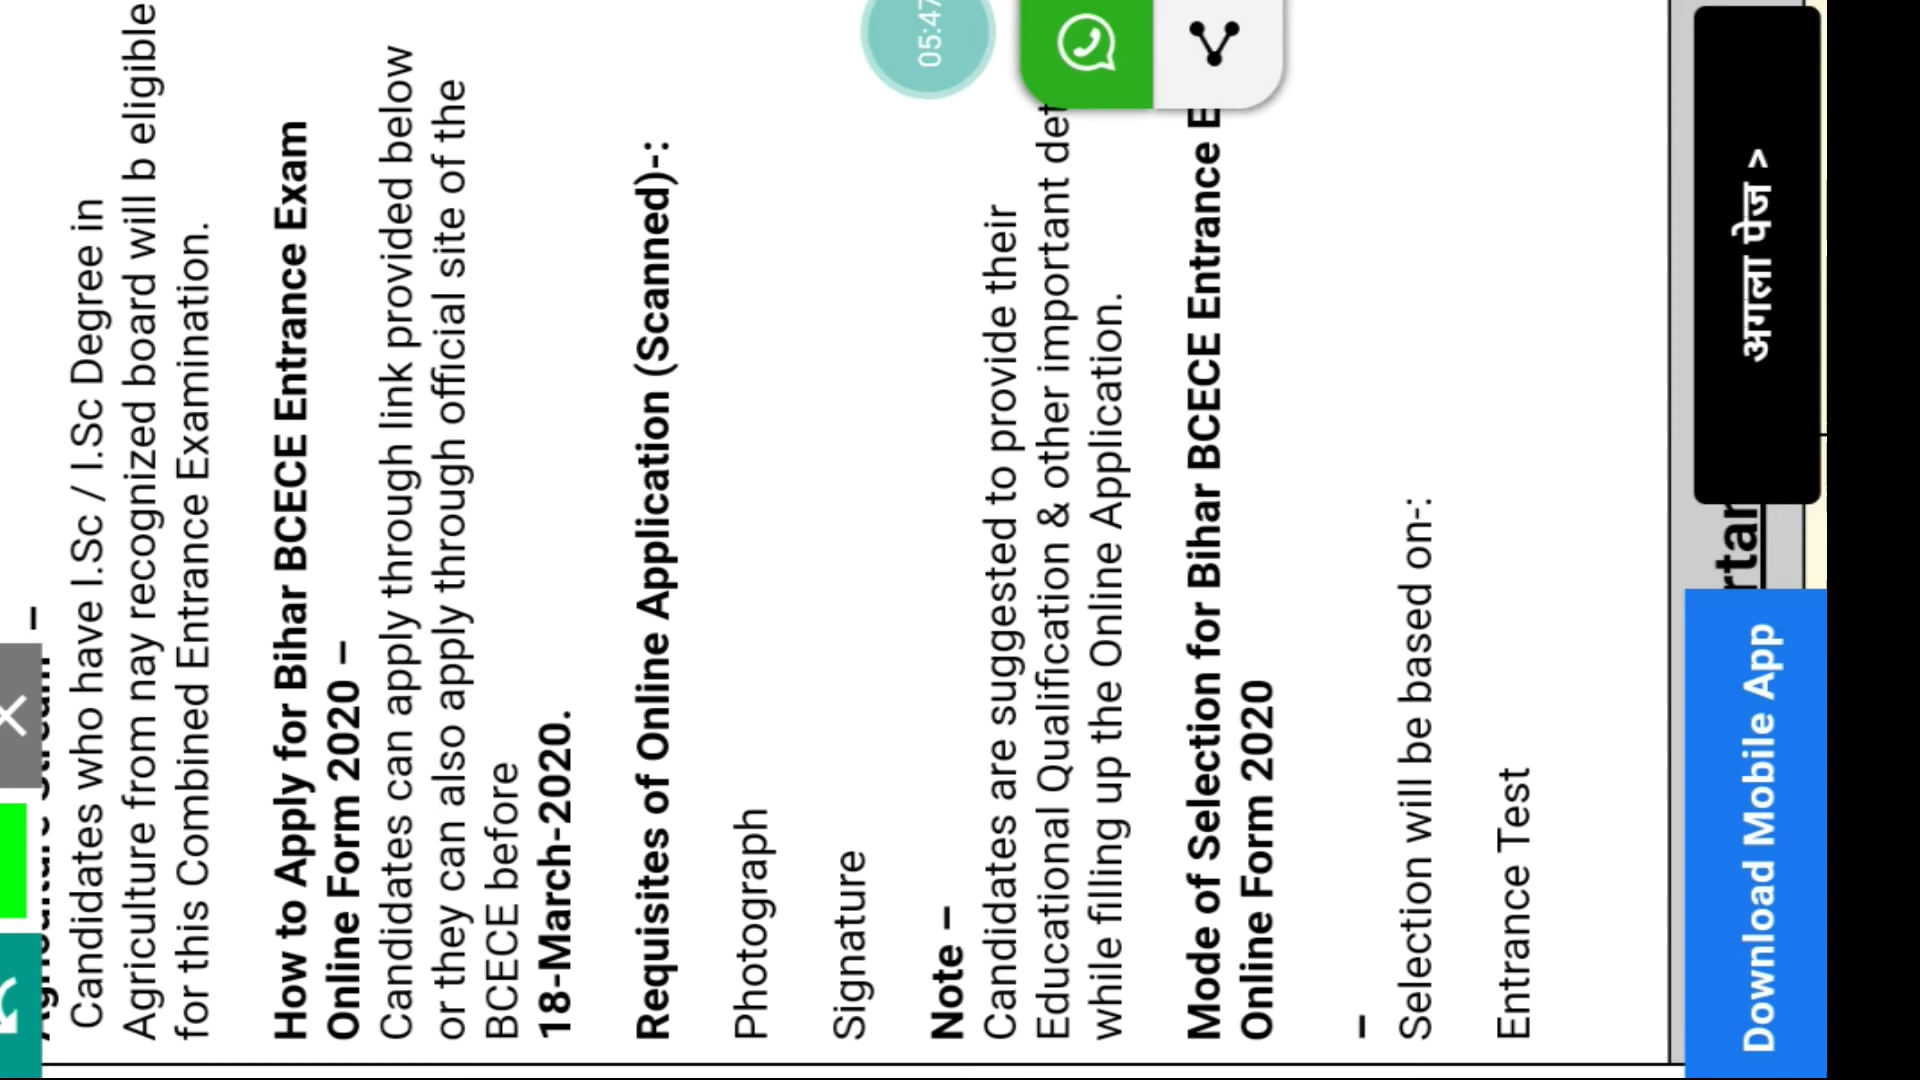 Agriculture Stream –
Candidates who have I.Sc / I.Sc Degree in
Agriculture from nay recognized board will b eligible
for this Combined Entrance Examination.
How to Apply for Bihar BCECE Entrance Exam
Online Form 2020 –
Candidates can apply through link provided below
or they can also apply through official site of the
BCECE before
18-March-2020.
Requisites of Online Application (Scanned)-:
Photograph
Signature
Note –
Candidates are suggested to provide their
Educational Qualification & other important det
while filling up the Online Application.
Mode of Selection for Bihar BCECE Entrance E
Online Form 2020
–
Selection will be based on-:
Entrance Test
05:47
rtan
अगला पेज >
Download Mobile App